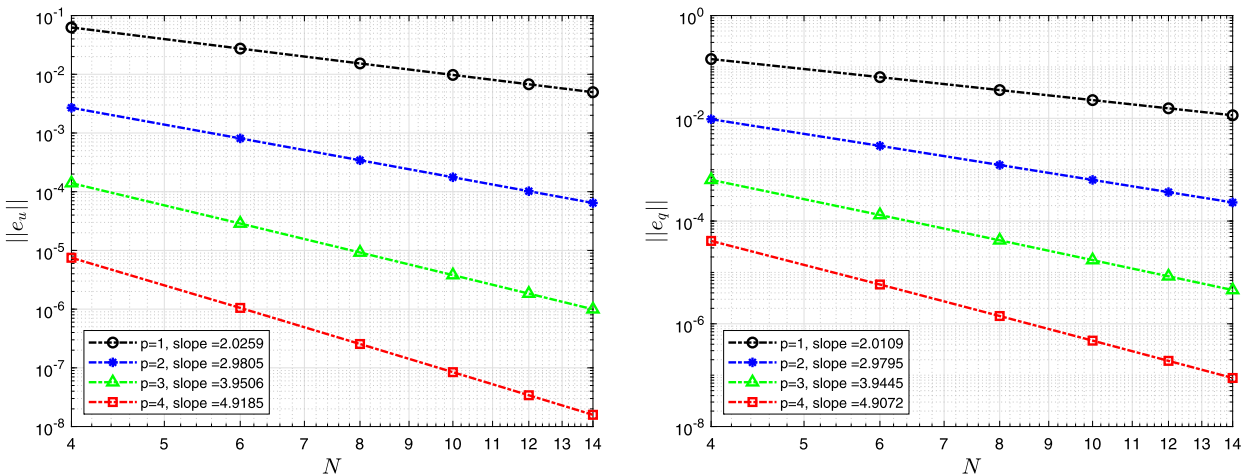 10^-1
10^-2
10^-3
10^-4
10^-5
10^-6
10^-7
10^-8
||e_u||
p=1, slope =2.0259
p=2, slope =2.9805
p=3, slope =3.9506
p=4, slope =4.9185
4 5 6 7 8 9 10 11 12 13 14
N
10^0
10^-2
10^-4
10^-6
10^-8
||e_q||
p=1, slope =2.0109
p=2, slope =2.9795
p=3, slope =3.9445
p=4, slope =4.9072
4 5 6 7 8 9 10 11 12 13 14
N